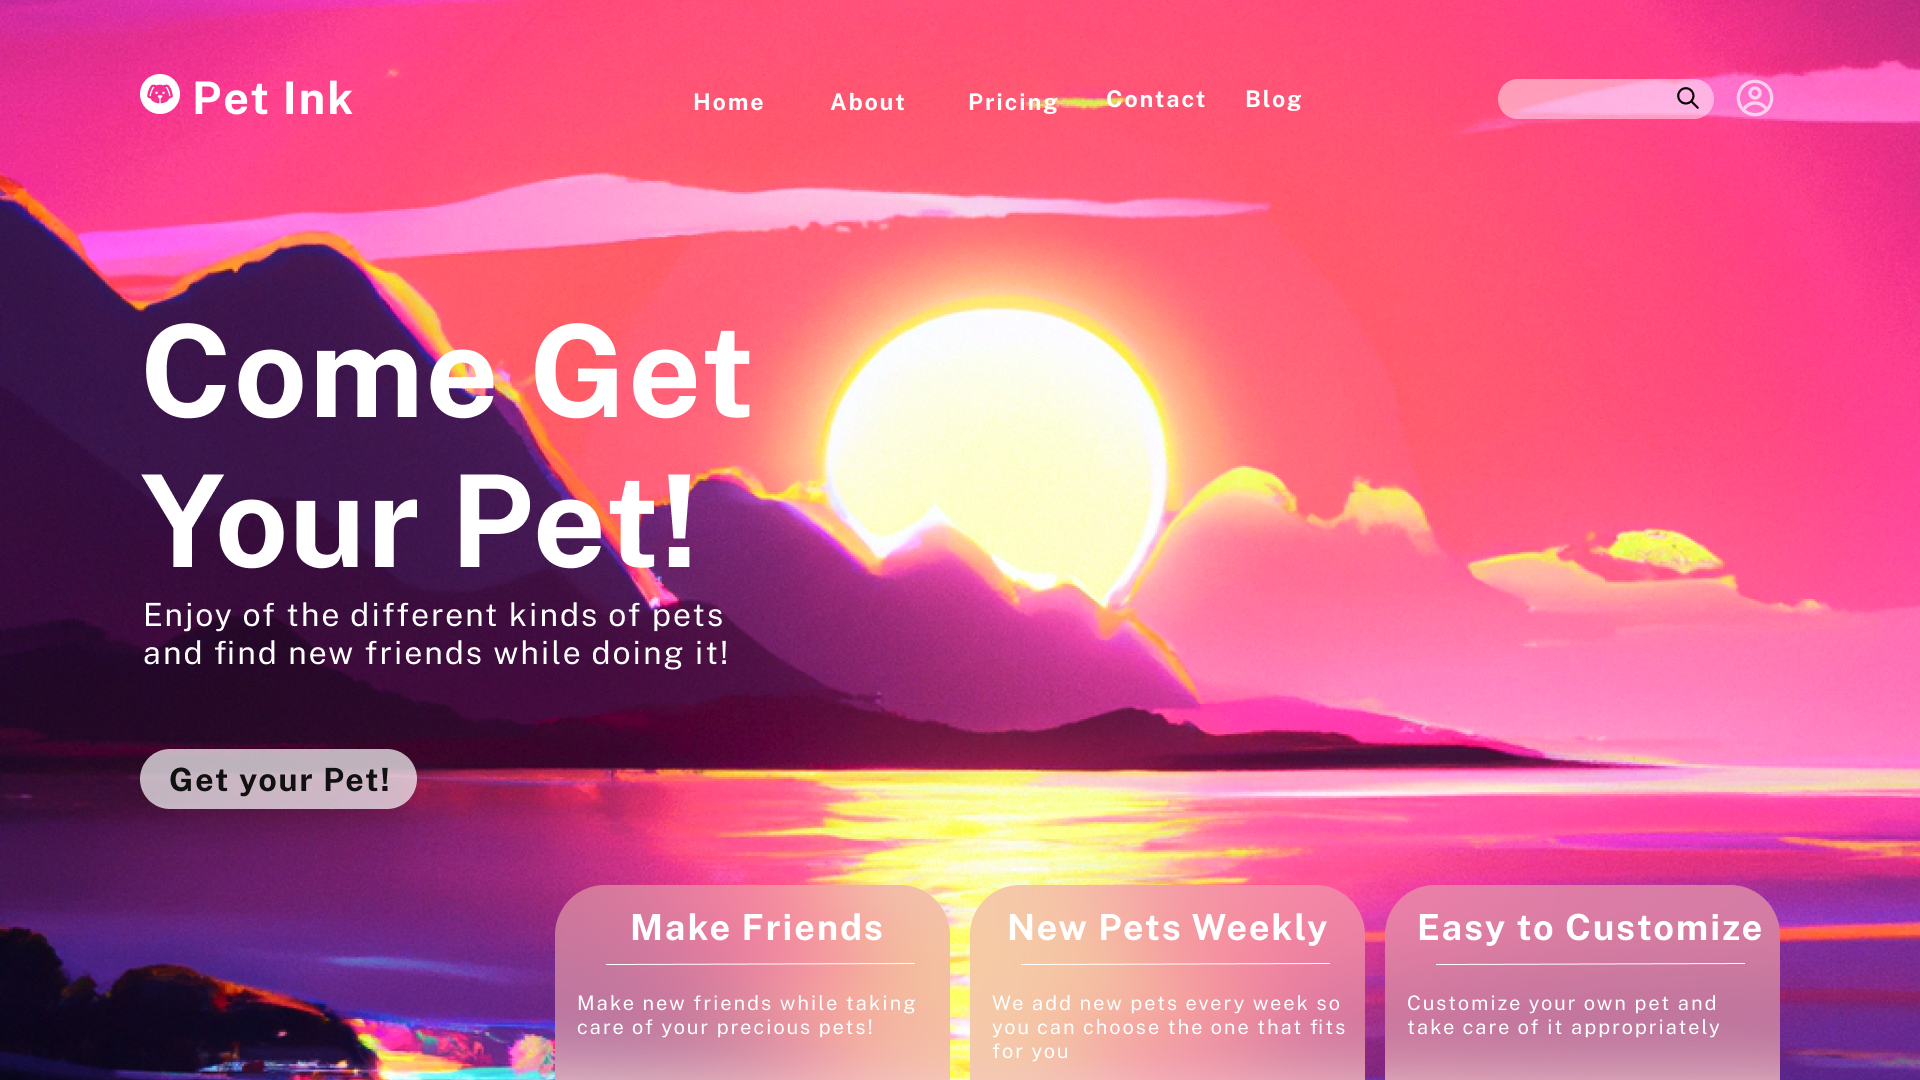 Pet Ink
Home About Pricing Contact Blog
Come Get
Your Pet!
Enjoy of the different kinds of pets
and find new friends while doing it!
Get your Pet!
Make Friends
Make new friends while taking
care of your precious pets!
New Pets Weekly
We add new pets every week so
you can choose the one that fits
for you
Easy to Customize
Customize your own pet and
take care of it appropriately